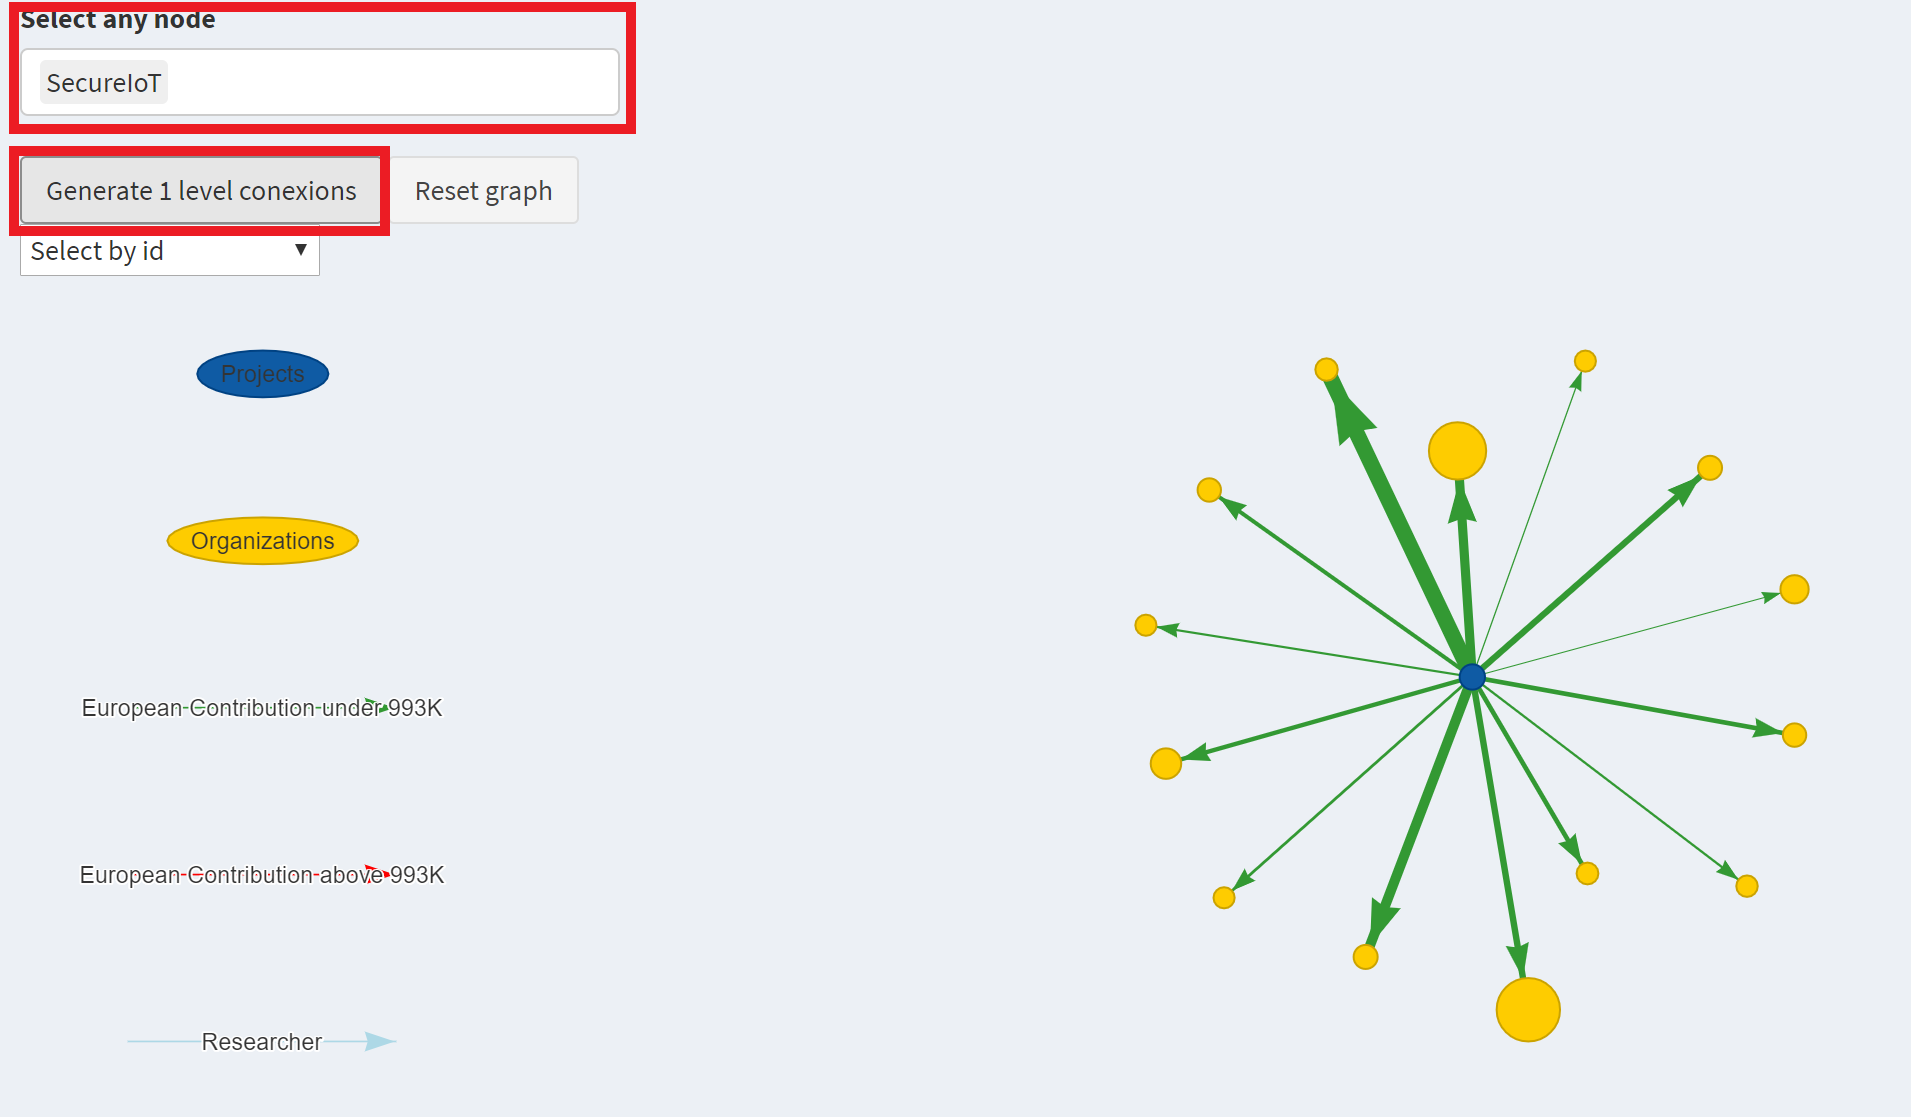 Select any node
SecureIoT
Generate 1 level conexions
Reset graph
Select by id
Projects
Organizations
European Contribution under 993K
European Contribution above 993K
Researcher